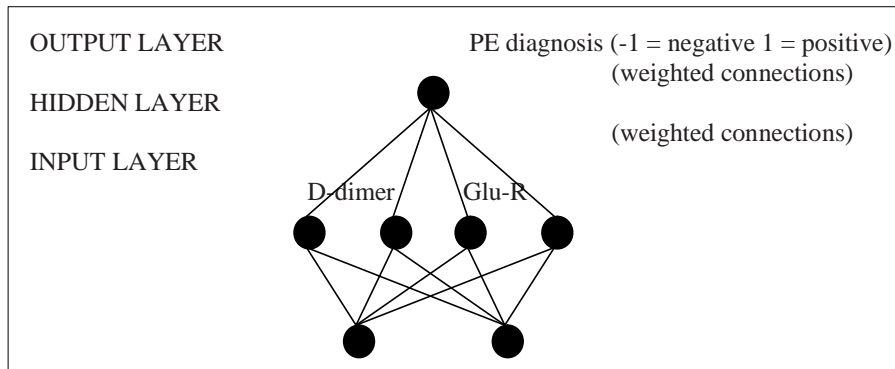 OUTPUT LAYER
PE diagnosis (-1 = negative 1 = positive)
(weighted connections)
HIDDEN LAYER
(weighted connections)
INPUT LAYER
D-dimer
Glu-R